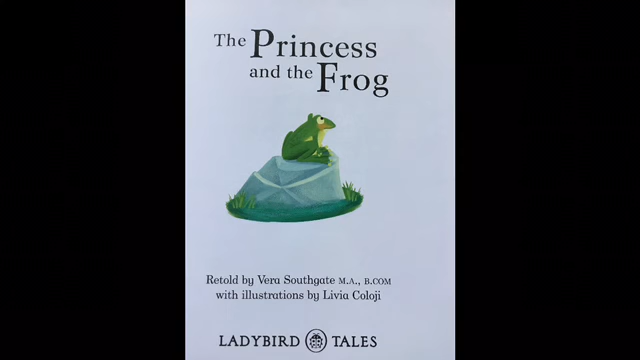 The Princess
and the Frog
Retold by Vera Southgate M.A., B.COM
with illustrations by Livia Coloji
LADYBIRD TALES